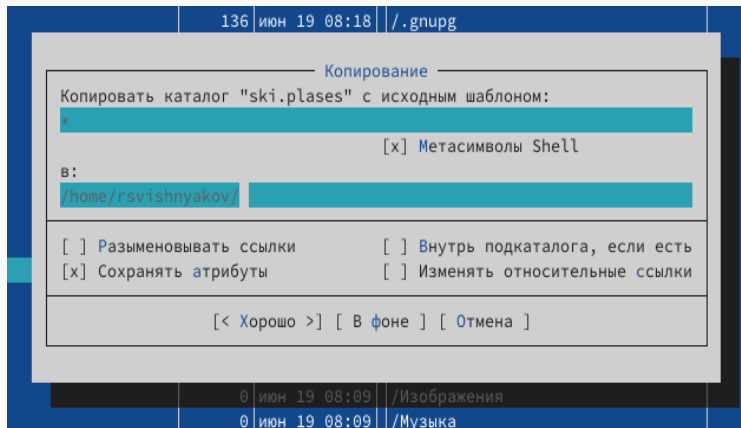 136 июн 19 08:18 /.gnupg
Копирование
Копировать каталог "ski.plases" с исходным шаблоном:
*
[x] Метасимволы Shell
в:
/home/rsvishnyakov/
[ ] Разыменовывать ссылки [ ] Внутрь подкаталога, если есть
[x] Сохранять атрибуты [ ] Изменять относительные ссылки
[< Хорошо >] [ В фоне ] [ Отмена ]
0 июн 19 08:09 /Изображения
0 июн 19 08:09 /Музыка